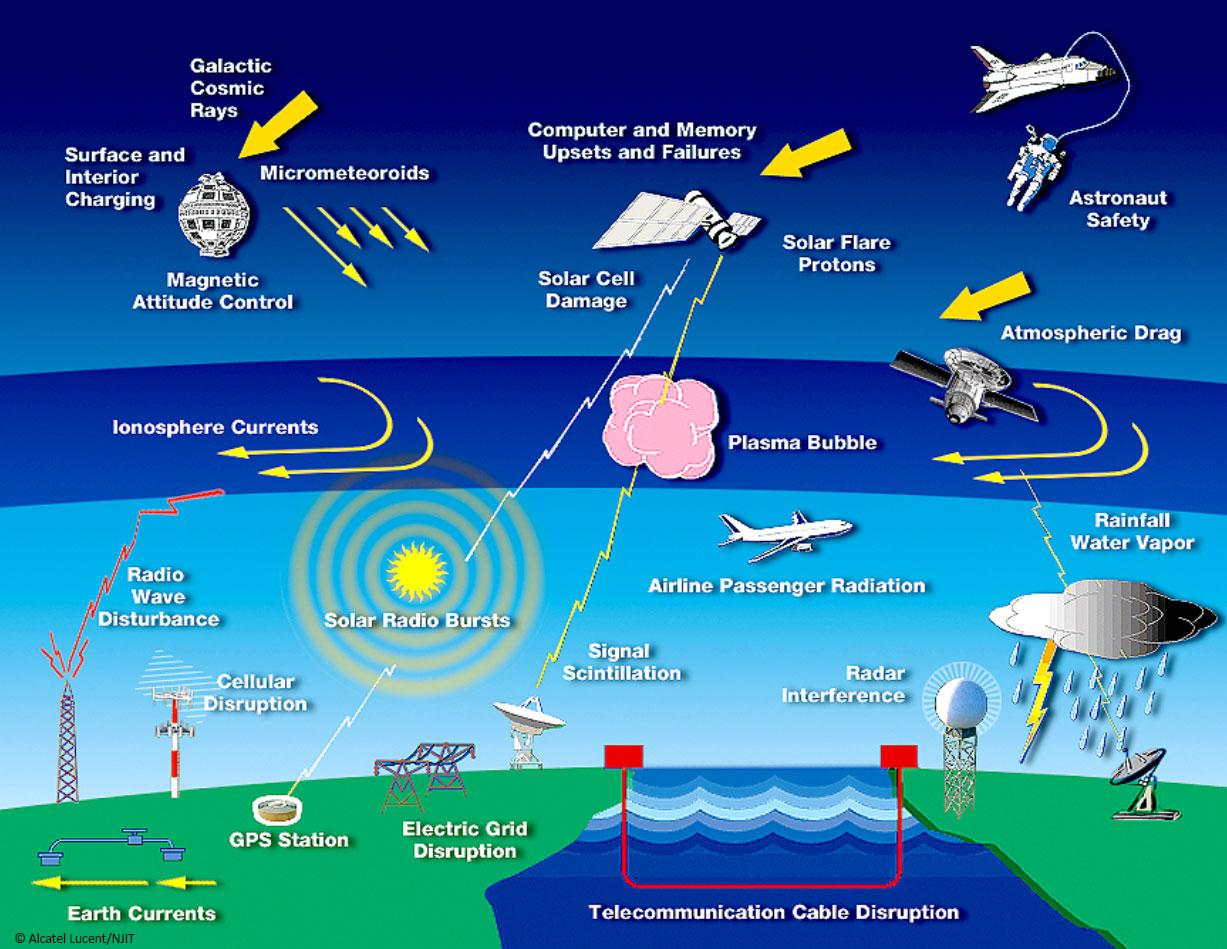 Galactic
Cosmic
Rays
Surface and
Interior
Charging
Micrometeoroids
Magnetic
Attitude Control
Computer and Memory
Upsets and Failures
Solar Cell
Damage
Solar Flare
Protons
Astronaut
Safety
Atmospheric Drag
Ionosphere Currents
Plasma Bubble
Radio
Wave
Disturbance
Solar Radio Bursts
Airline Passenger Radiation
Rainfall
Water Vapor
Cellular
Disruption
Signal
Scintillation
Radar
Interference
GPS Station
Electric Grid
Disruption
Earth Currents
Telecommunication Cable Disruption
© Alcatel Lucent/NJIT